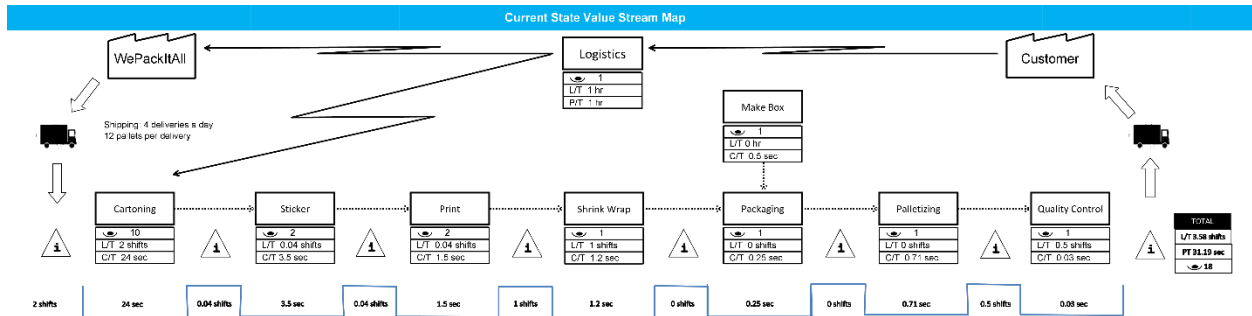 Current State Value Stream Map
WePackItAll
Logistics
1
L/T 1 hr
P/T 1 hr
Customer
Make Box
1
L/T 0 hr
C/T 0.5 sec
Shipping: 4 deliveries a day
12 pallets per delivery
Cartoning
10
L/T 2 shifts
C/T 24 sec
Sticker
2
L/T 0.04 shifts
C/T 3.5 sec
Print
2
L/T 0.04 shifts
C/T 1.5 sec
Shrink Wrap
1
L/T 1 shifts
C/T 1.2 sec
Packaging
1
L/T 0 shifts
C/T 0.25 sec
Palletizing
1
L/T 0 shifts
C/T 0.71 sec
Quality Control
1
L/T 0.5 shifts
C/T 0.03 sec
i
i
i
i
i
i
i
i
TOTAL
L/T 3.58 shifts
PT 31.19 sec
18
2 shifts
24 sec
0.04 shifts
3.5 sec
0.04 shifts
1.5 sec
1 shifts
1.2 sec
0 shifts
0.25 sec
0 shifts
0.71 sec
0.5 shifts
0.03 sec